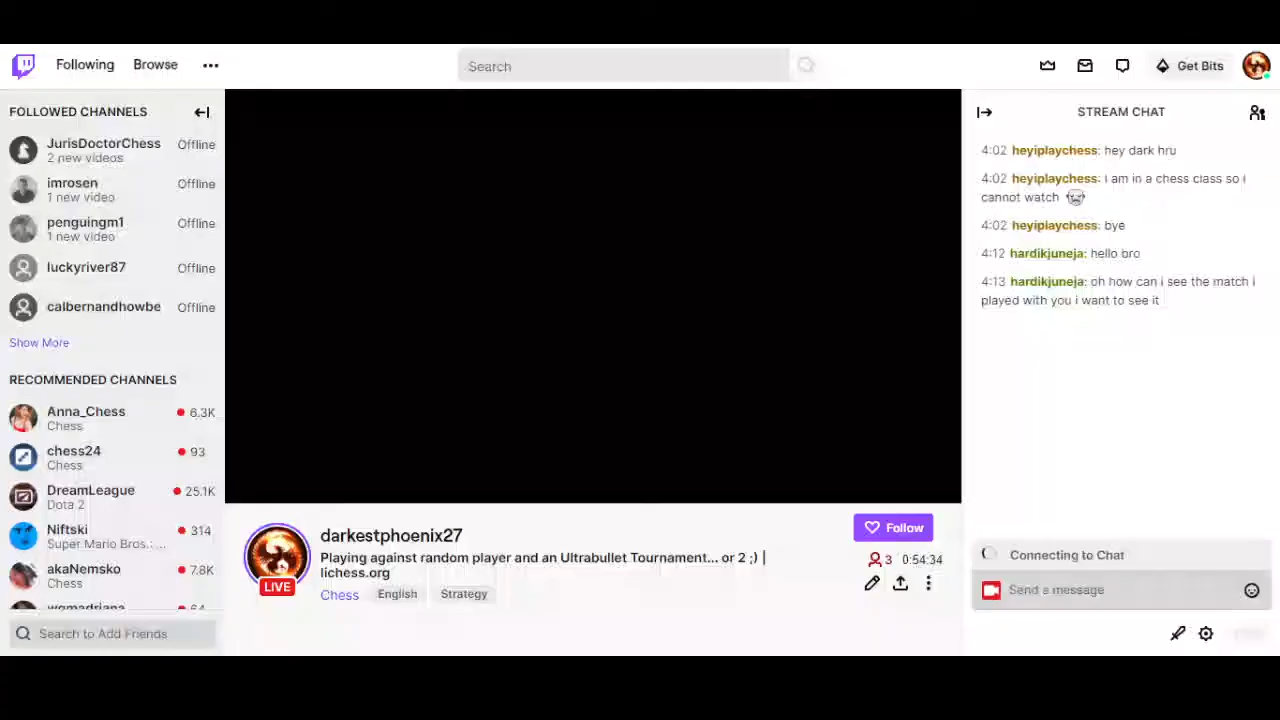 Following
Browse
Search
Get Bits
FOLLOWED CHANNELS
JurisDoctorChess
Offline
2 new videos
imrosen
Offline
1 new video
penguingm1
Offline
1 new video
luckyriver87
Offline
calbernandhowbe
Offline
Show More
RECOMMENDED CHANNELS
Anna_Chess
6.3K
Chess
chess24
93
Chess
DreamLeague
25.1K
Dota 2
Niftski
314
Super Mario Bros.: ...
akaNemsko
7.8K
Chess
wgmadriana
64
Search to Add Friends
darkestphoenix27
Playing against random player and an Ultrabullet Tournament... or 2 ;) |
lichess.org
LIVE
Chess
English
Strategy
Follow
3
0:54:34
STREAM CHAT
4:02 heyiplaychess: hey dark hru
4:02 heyiplaychess: i am in a chess class so i
cannot watch
4:02 heyiplaychess: bye
4:12 hardikjuneja: hello bro
4:13 hardikjuneja: oh how can i see the match i
played with you i want to see it
Connecting to Chat
Send a message